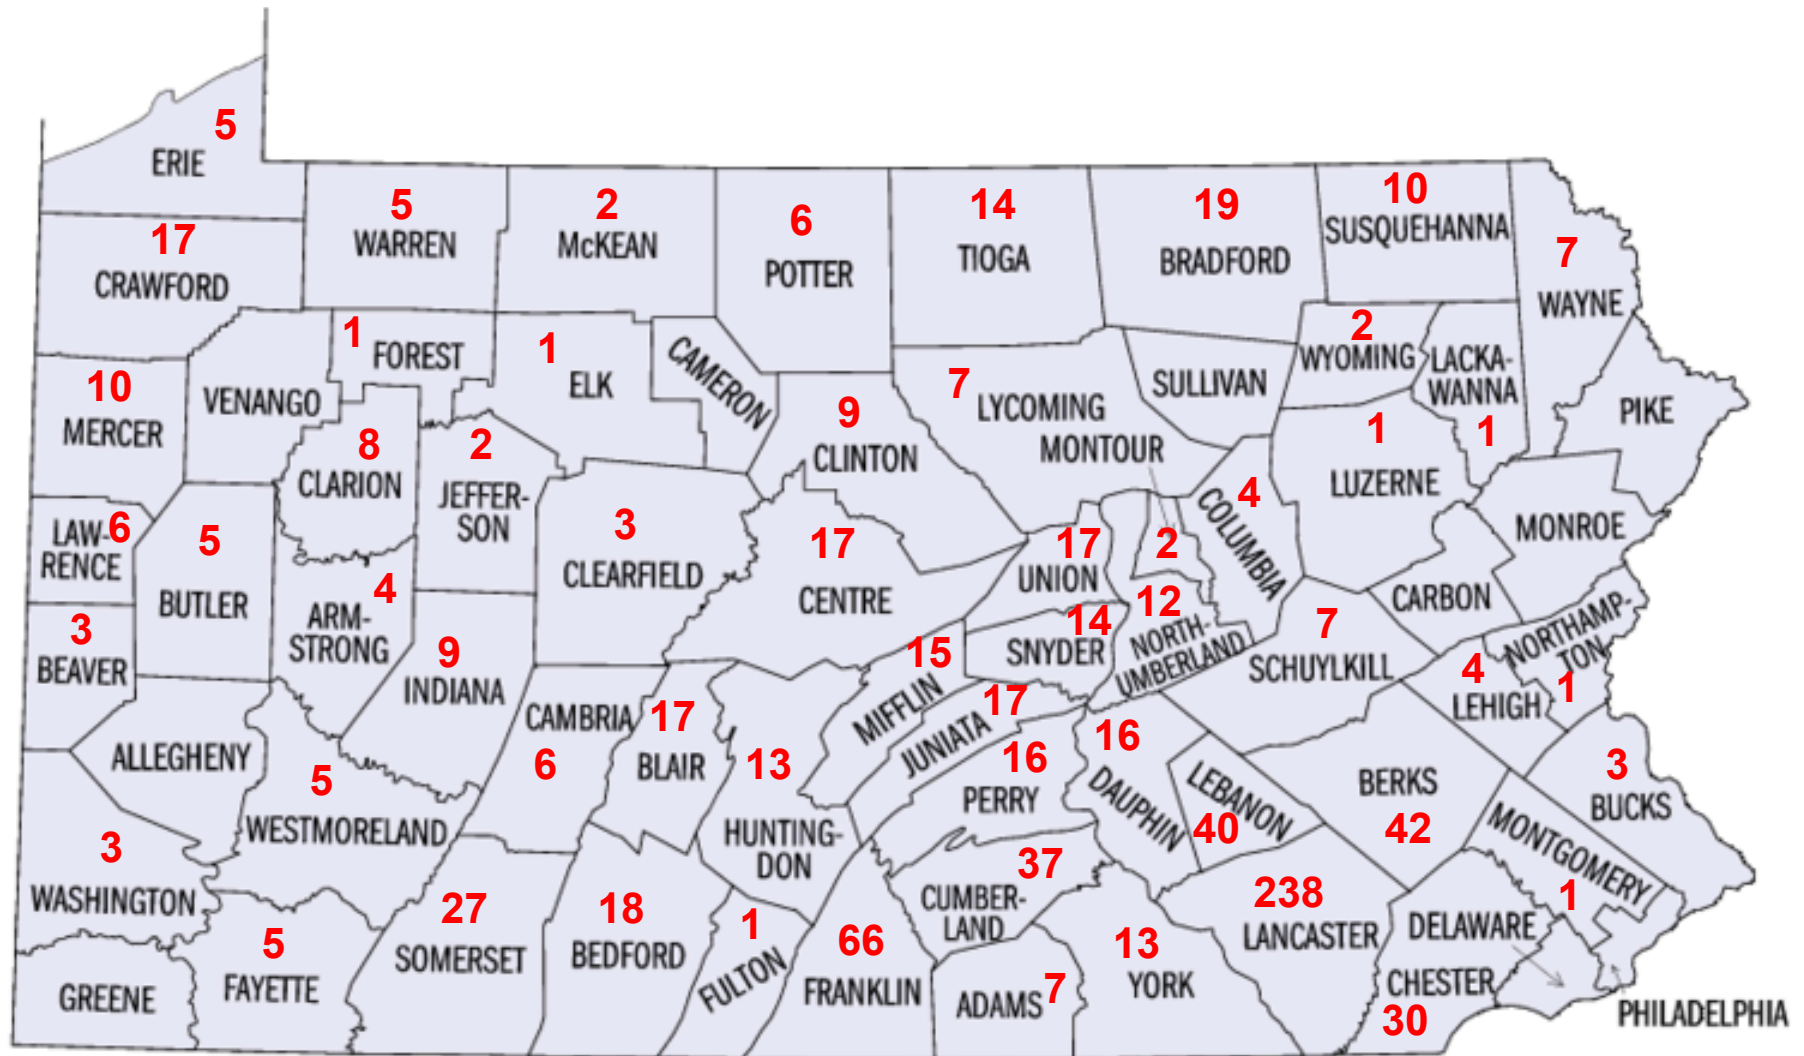 5
ERIE
17
CRAWFORD
5
WARREN
2
McKEAN
6
POTTER
14
TIOGA
19
BRADFORD
10
SUSQUEHANNA
7
WAYNE
1
FOREST
1
ELK
CAMERON
2
WYOMING
LACKA-
WANNA
1
10
MERCER
VENANGO
8
CLARION
2
JEFFER-
SON
9
CLINTON
7
LYCOMING
MONTOUR
2
SULLIVAN
4
COLUMBIA
1
LUZERNE
PIKE
MONROE
LAW-
RENCE
6
5
BUTLER
4
ARM-
STRONG
3
CLEARFIELD
17
CENTRE
17
UNION
14
SNYDER
12
NORTH-
UMBERLAND
7
SCHUYLKILL
CARBON
NORTHAMP-
TON
1
4
LEHIGH
3
BEAVER
9
INDIANA
CAMBRIA
6
17
BLAIR
13
HUNTING-
DON
15
MIFFLIN
17
JUNIATA
16
PERRY
16
DAUPHIN
LEBANON
40
BERKS
42
3
BUCKS
MONTGOMERY
1
ALLEGHENY
5
WESTMORELAND
3
WASHINGTON
GREENE
5
FAYETTE
27
SOMERSET
18
BEDFORD
1
FULTON
66
FRANKLIN
37
CUMBER-
LAND
7
ADAMS
13
YORK
238
LANCASTER
DELAWARE
CHESTER
30
PHILADELPHIA